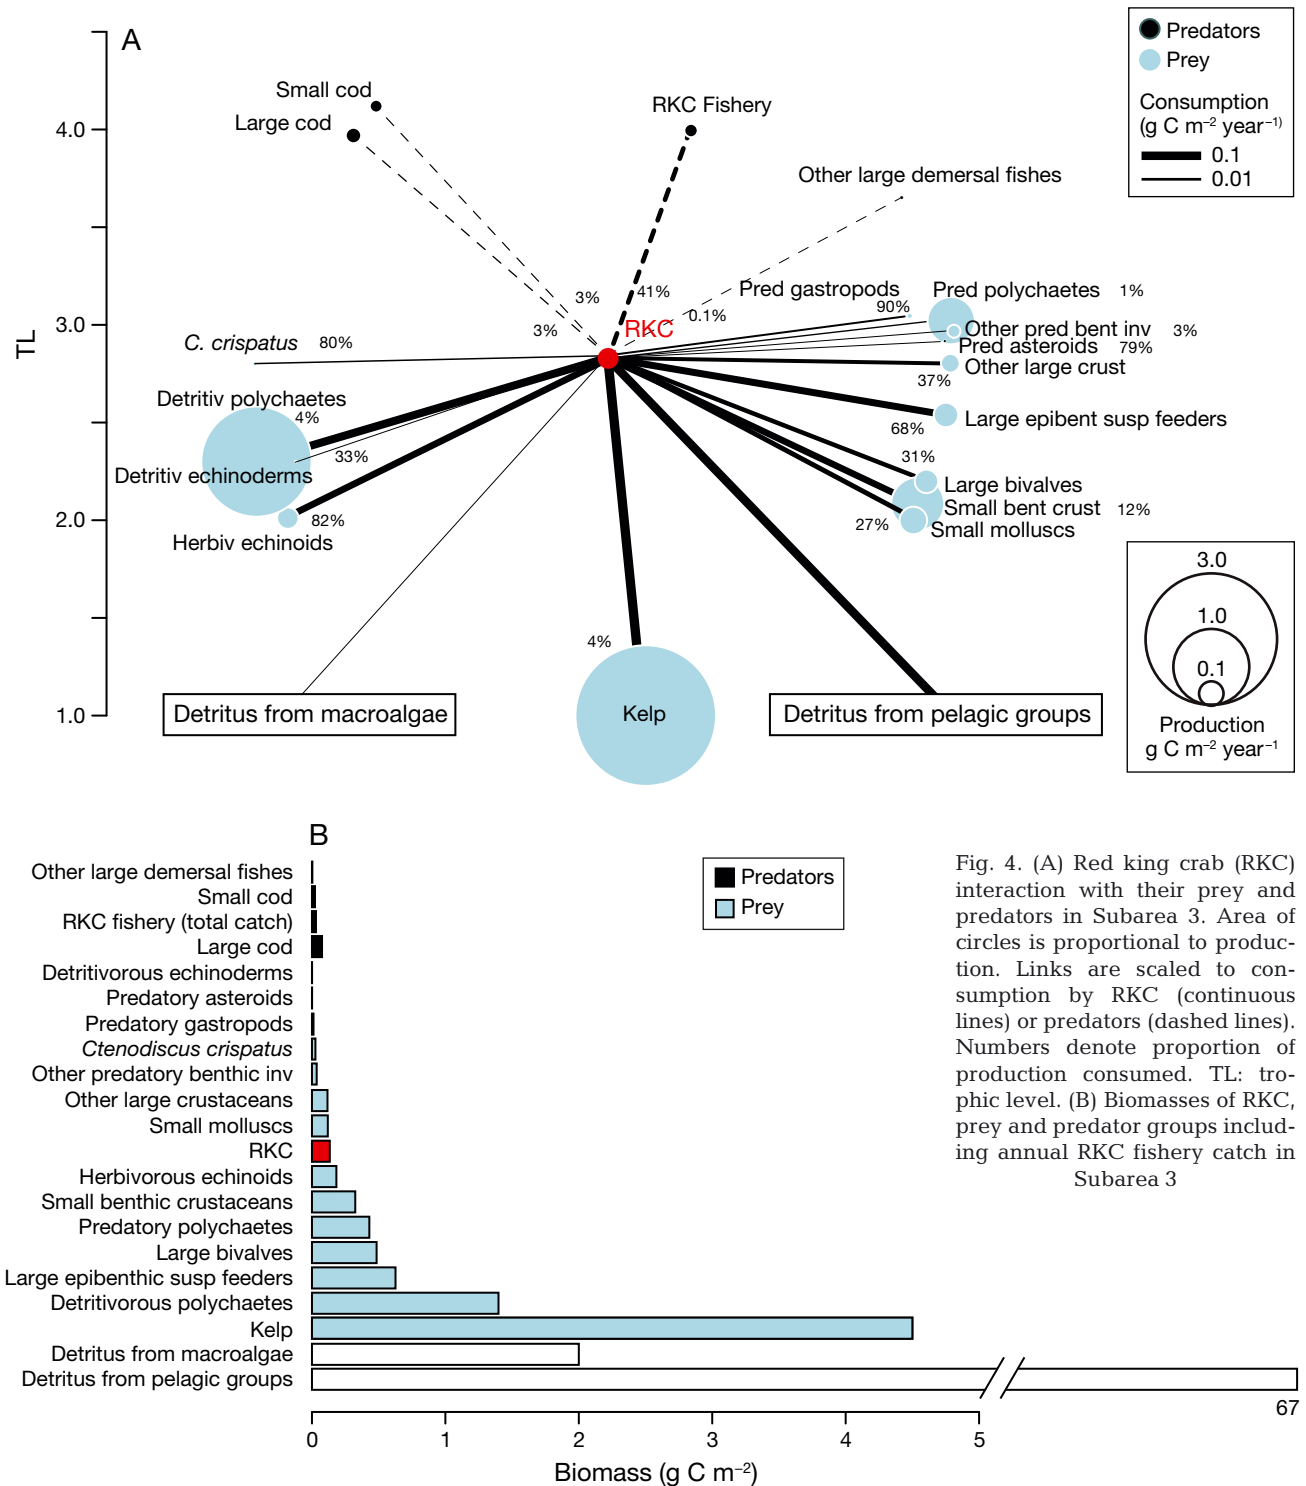 A
Predators
Prey
Consumption
(g C m⁻² year⁻¹⁾
0.1
0.01
TL
4.0
3.0
2.0
1.0
Small cod
Large cod
RKC Fishery
Other large demersal fishes
3%
41%
3%
0.1%
RKC
Pred gastropods
90%
Pred polychaetes 1%
Other pred bent inv 3%
Pred asteroids 79%
Other large crust
37%
C. crispatus 80%
Detritiv polychaetes
4%
33%
Detritiv echinoderms
82%
Herbiv echinoids
Large epibent susp feeders
68%
31%
Large bivalves
Small bent crust 12%
27%
Small molluscs
4%
Kelp
Detritus from macroalgae
Detritus from pelagic groups
3.0
1.0
0.1
Production
g C m⁻² year⁻¹
B
Predators
Prey
Other large demersal fishes
Small cod
RKC fishery (total catch)
Large cod
Detritivorous echinoderms
Predatory asteroids
Predatory gastropods
Ctenodiscus crispatus
Other predatory benthic inv
Other large crustaceans
Small molluscs
RKC
Herbivorous echinoids
Small benthic crustaceans
Predatory polychaetes
Large bivalves
Large epibenthic susp feeders
Detritivorous polychaetes
Kelp
Detritus from macroalgae
Detritus from pelagic groups
67
0 1 2 3 4 5
Biomass (g C m⁻²)
Fig. 4. (A) Red king crab (RKC)
interaction with their prey and
predators in Subarea 3. Area of
circles is proportional to produc-
tion. Links are scaled to con-
sumption by RKC (continuous
lines) or predators (dashed lines).
Numbers denote proportion of
production consumed. TL: tro-
phic level. (B) Biomasses of RKC,
prey and predator groups includ-
ing annual RKC fishery catch in
Subarea 3